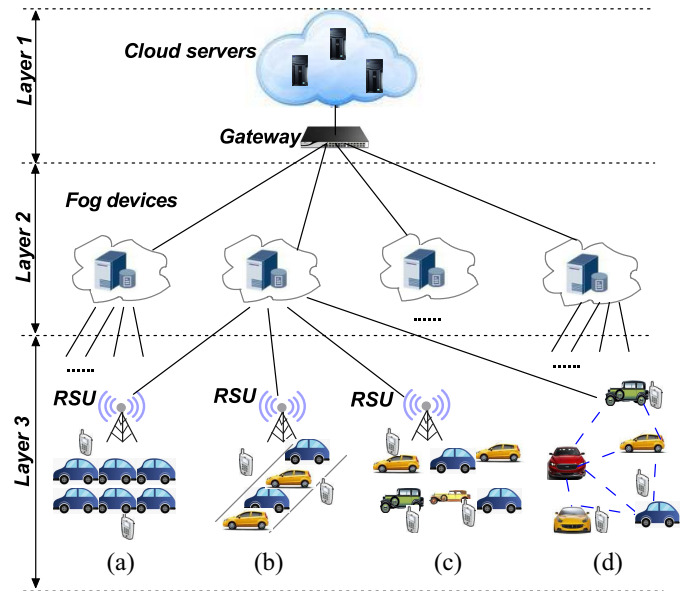 Layer 1
Cloud servers
Gateway
Layer 2
Fog devices
......
......
......
Layer 3
RSU
RSU
RSU
(a)
(b)
(c)
(d)